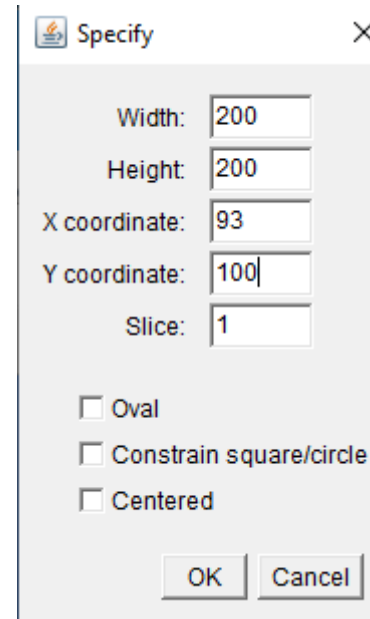 Specify
Width: 200
Height: 200
X coordinate: 93
Y coordinate: 100
Slice: 1
Oval
Constrain square/circle
Centered
OK Cancel